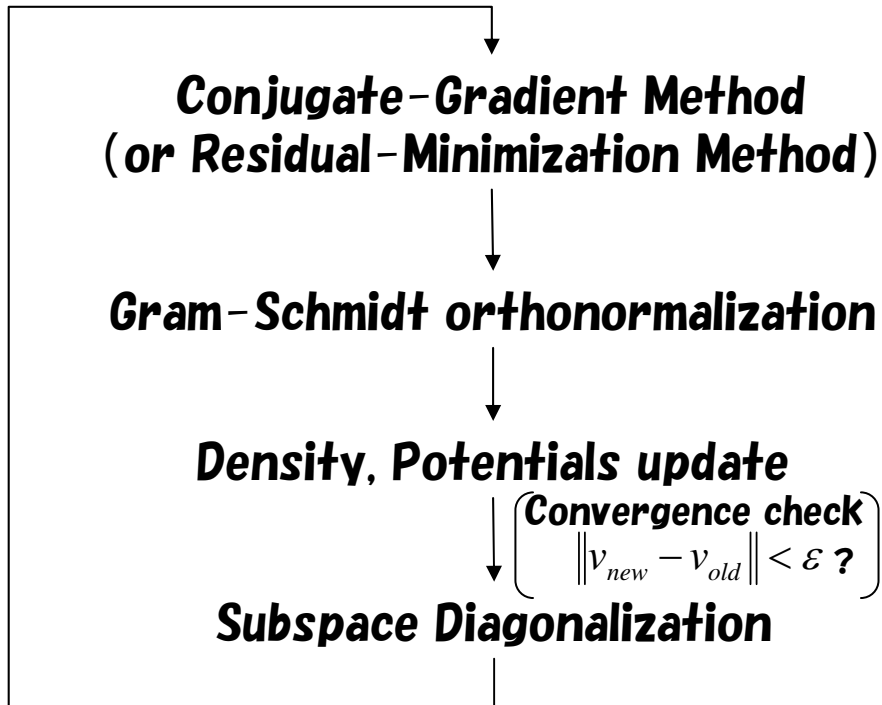 Conjugate-Gradient Method
(or Residual-Minimization Method)
Gram-Schmidt orthonormalization
Density, Potentials update
Convergence check
‖v_new − v_old‖ < ε ?
Subspace Diagonalization